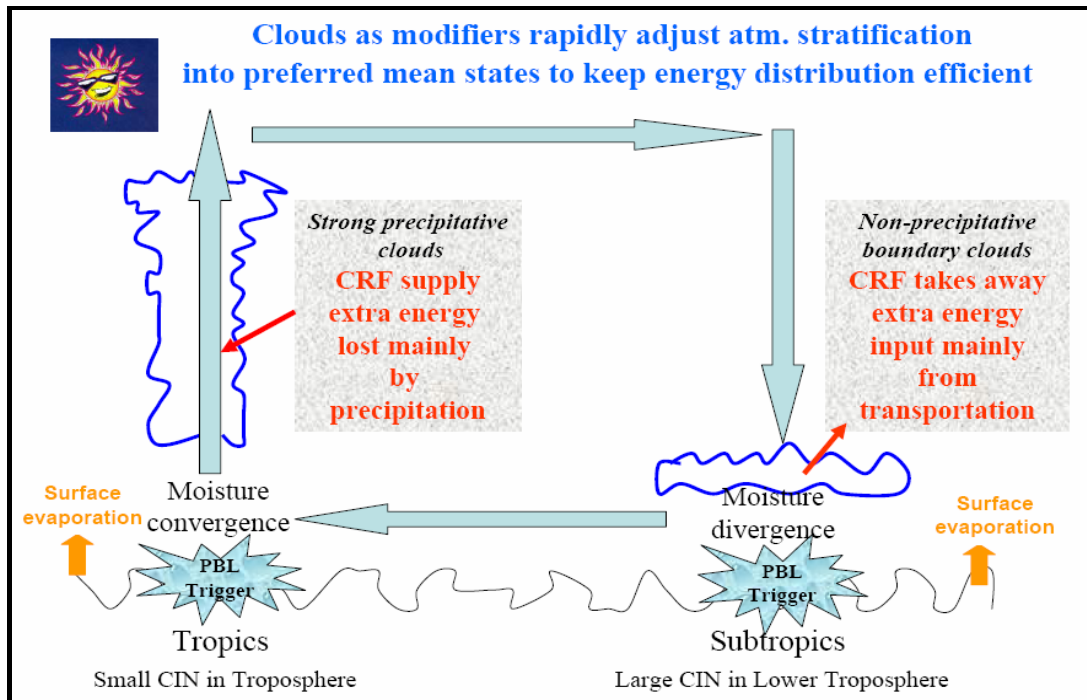 Clouds as modifiers rapidly adjust atm. stratification
into preferred mean states to keep energy distribution efficient
Strong precipitative
clouds
CRF supply
extra energy
lost mainly
by
precipitation
Non-precipitative
boundary clouds
CRF takes away
extra energy
input mainly
from
transportation
Surface
evaporation
Moisture
convergence
Moisture
divergence
Surface
evaporation
PBL
Trigger
PBL
Trigger
Tropics
Subtropics
Small CIN in Troposphere
Large CIN in Lower Troposphere